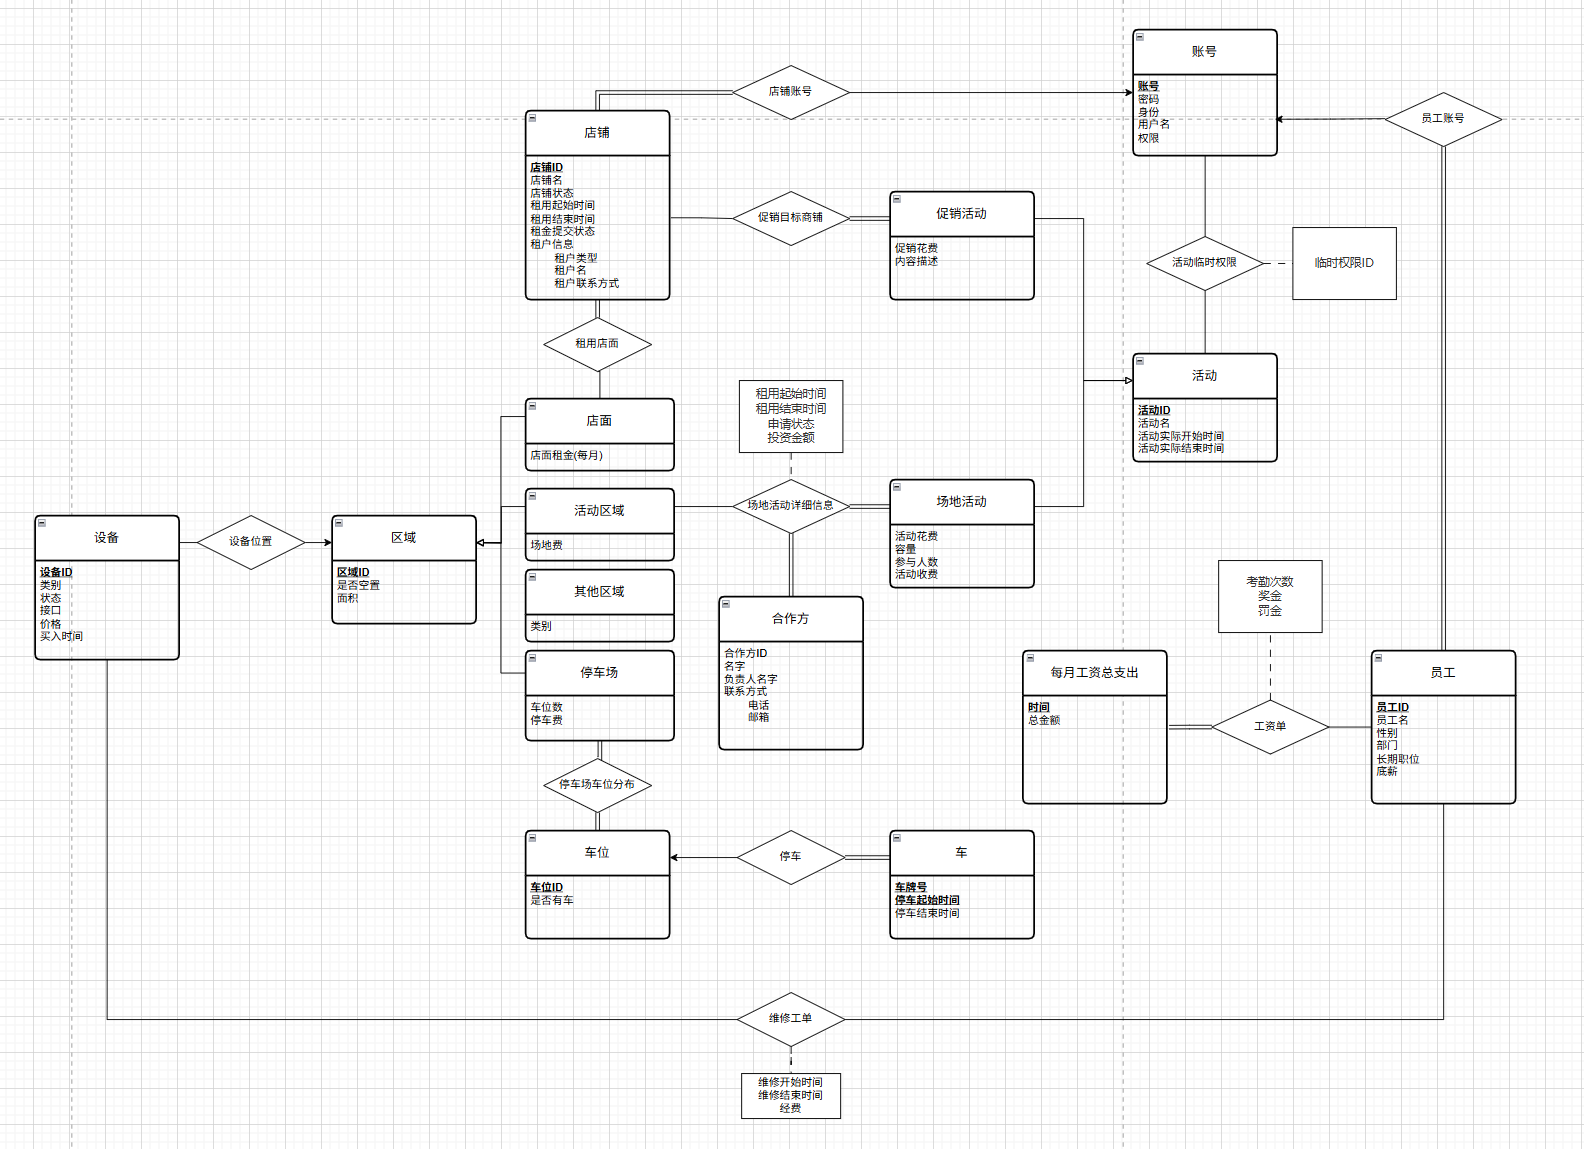 账号
账号
密码
身份
用户名
权限
店铺账号
员工账号
店铺
店铺ID
店铺名
店铺状态
租用起始时间
租用结束时间
租金提交状态
租户信息
租户类型
租户名
租户联系方式
促销目标商铺
促销活动
促销花费
内容描述
活动临时权限
临时权限ID
租用店面
活动
活动ID
活动名
活动实际开始时间
活动实际结束时间
店面
店面租金(每月)
租用起始时间
租用结束时间
申请状态
投资金额
活动区域
场地费
场地活动详细信息
场地活动
活动花费
容量
参与人数
活动收费
设备
设备ID
类别
状态
接口
价格
买入时间
设备位置
区域
区域ID
是否空置
面积
其他区域
类别
合作方
合作方ID
名字
负责人名字
联系方式
电话
邮箱
考勤次数
奖金
罚金
停车场
车位数
停车费
每月工资总支出
时间
总金额
工资单
员工
员工ID
员工名
性别
部门
长期职位
底薪
停车场车位分布
车位
车位ID
是否有车
停车
车
车牌号
停车起始时间
停车结束时间
维修工单
维修开始时间
维修结束时间
经费